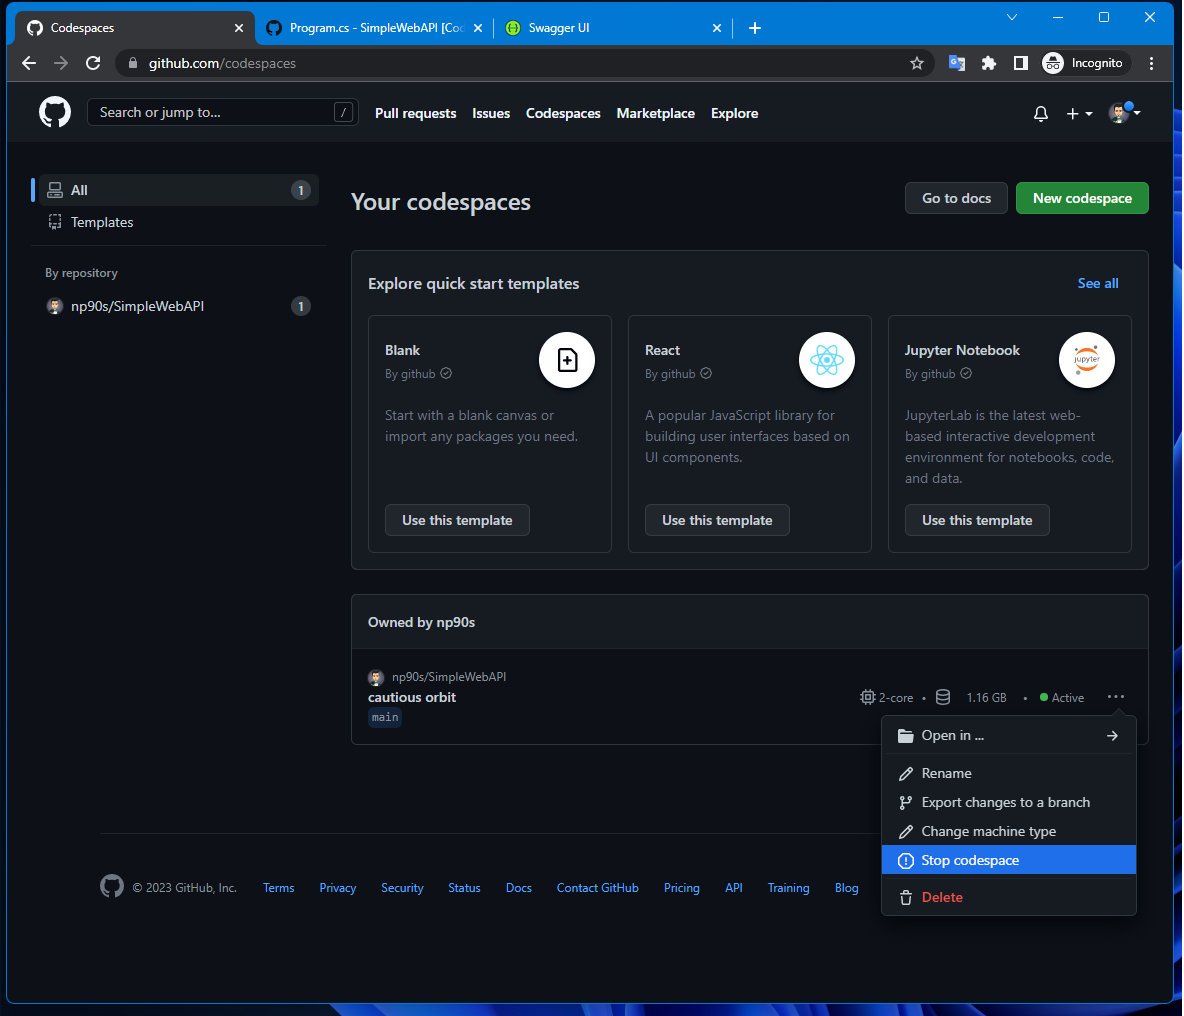 Codespaces
Program.cs - SimpleWebAPI [Cod
Swagger UI
github.com/codespaces
Incognito
Search or jump to... /
Pull requests Issues Codespaces Marketplace Explore
All 1
Templates
By repository
np90s/SimpleWebAPI 1
Your codespaces
Go to docs
New codespace
Explore quick start templates
See all
Blank
By github
Start with a blank canvas or
import any packages you need.
Use this template
React
By github
A popular JavaScript library for
building user interfaces based on
UI components.
Use this template
Jupyter Notebook
By github
jupyter
JupyterLab is the latest web-
based interactive development
environment for notebooks, code,
and data.
Use this template
Owned by np90s
np90s/SimpleWebAPI
cautious orbit
main
2-core • 1.16 GB • Active
Open in ...
Rename
Export changes to a branch
Change machine type
Stop codespace
Delete
© 2023 GitHub, Inc. Terms Privacy Security Status Docs Contact GitHub Pricing API Training Blog